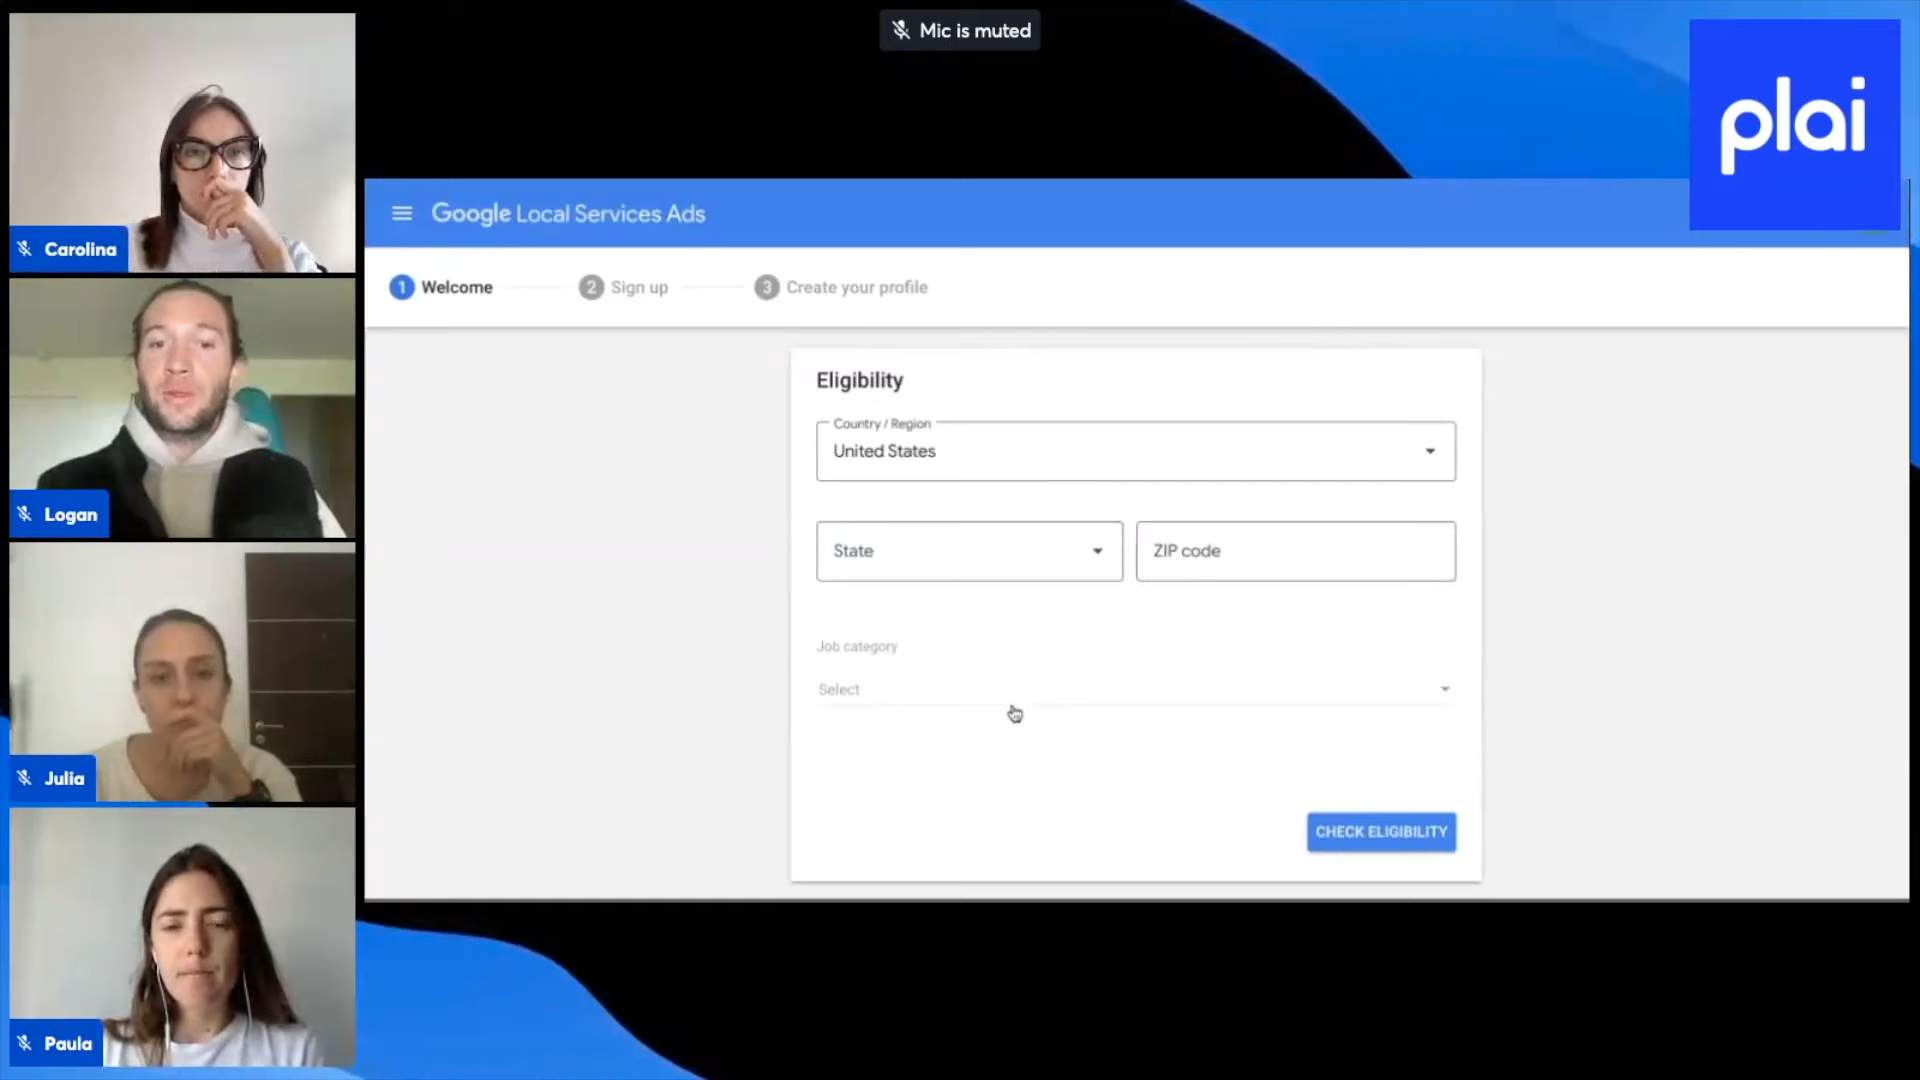 Mic is muted
plai
Carolina
Logan
Julia
Paula
Google Local Services Ads
1 Welcome
2 Sign up
3 Create your profile
Eligibility
Country / Region
United States
State
ZIP code
Job category
Select
CHECK ELIGIBILITY